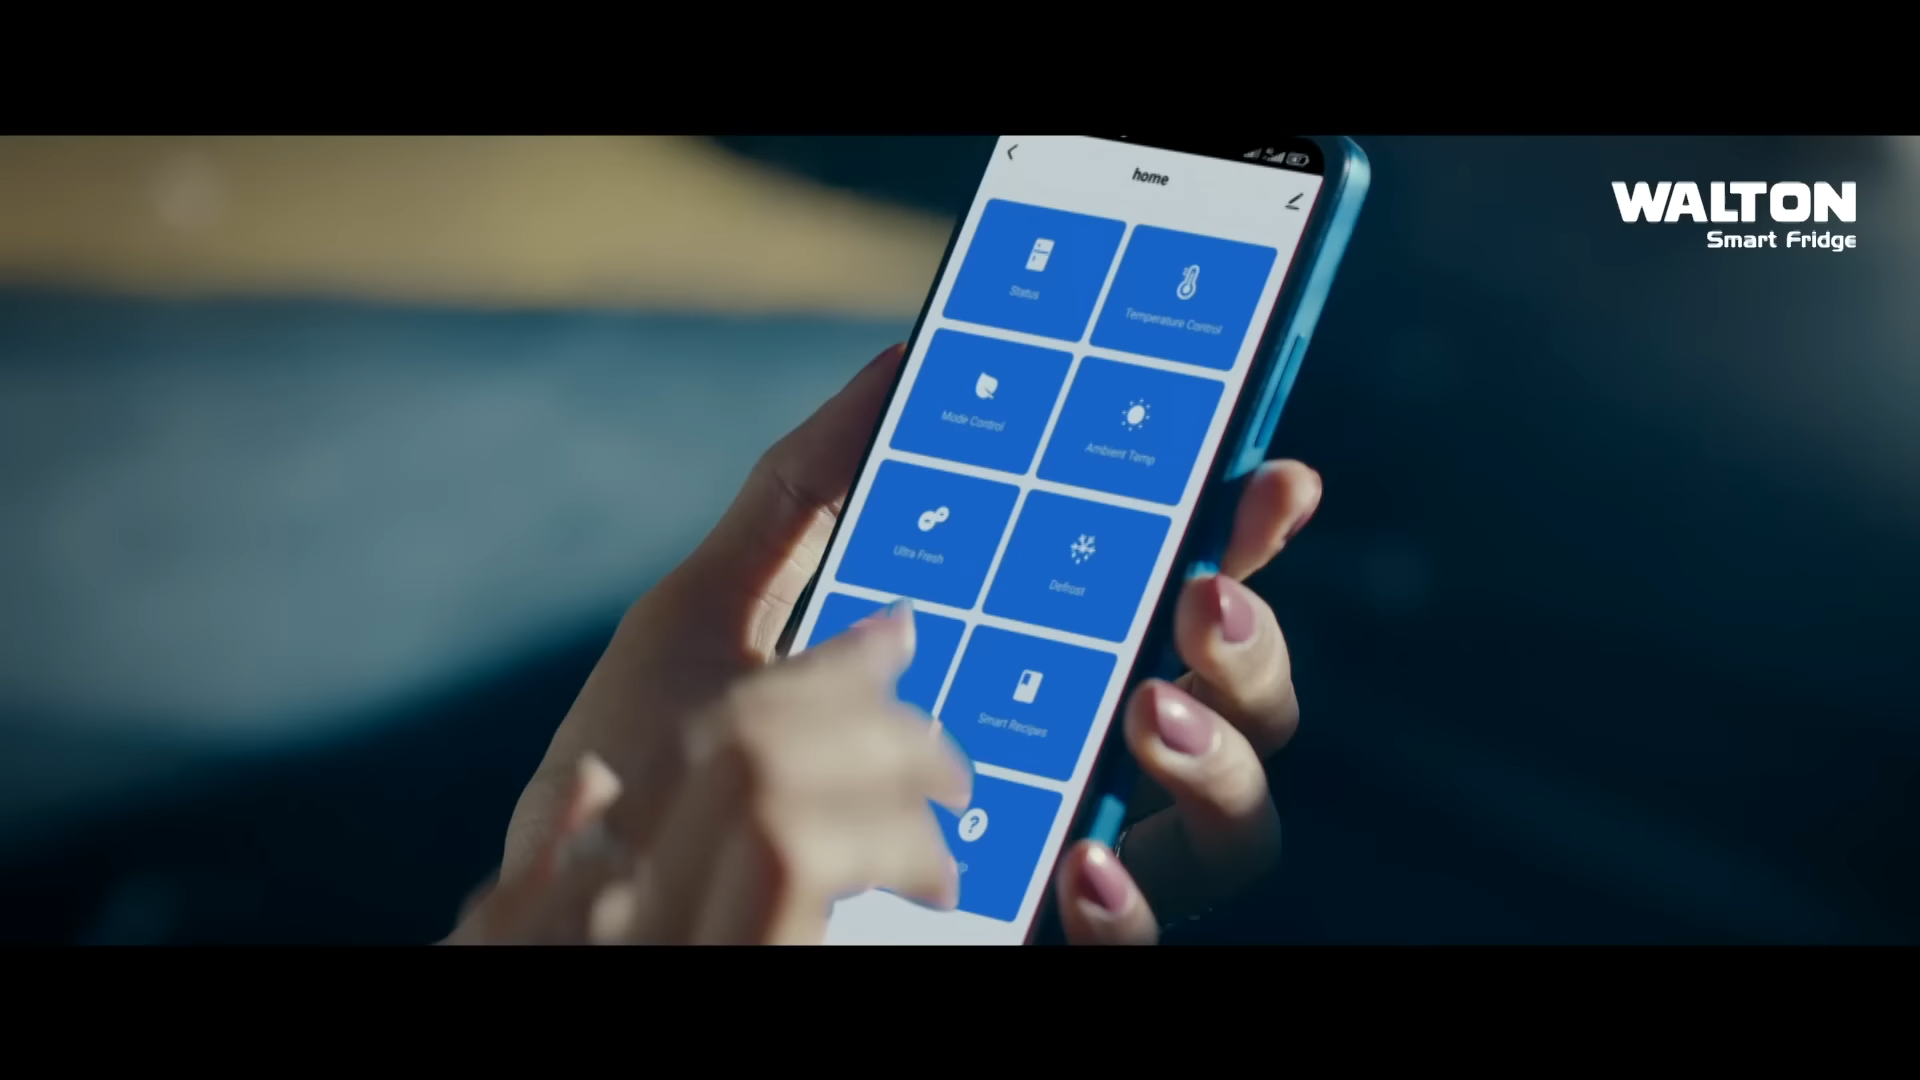 WALTON
Smart Fridge
home
Status
Temperature Control
Mode Control
Ambient Temp
Ultra Fresh
Defrost
Smart Recipes
?